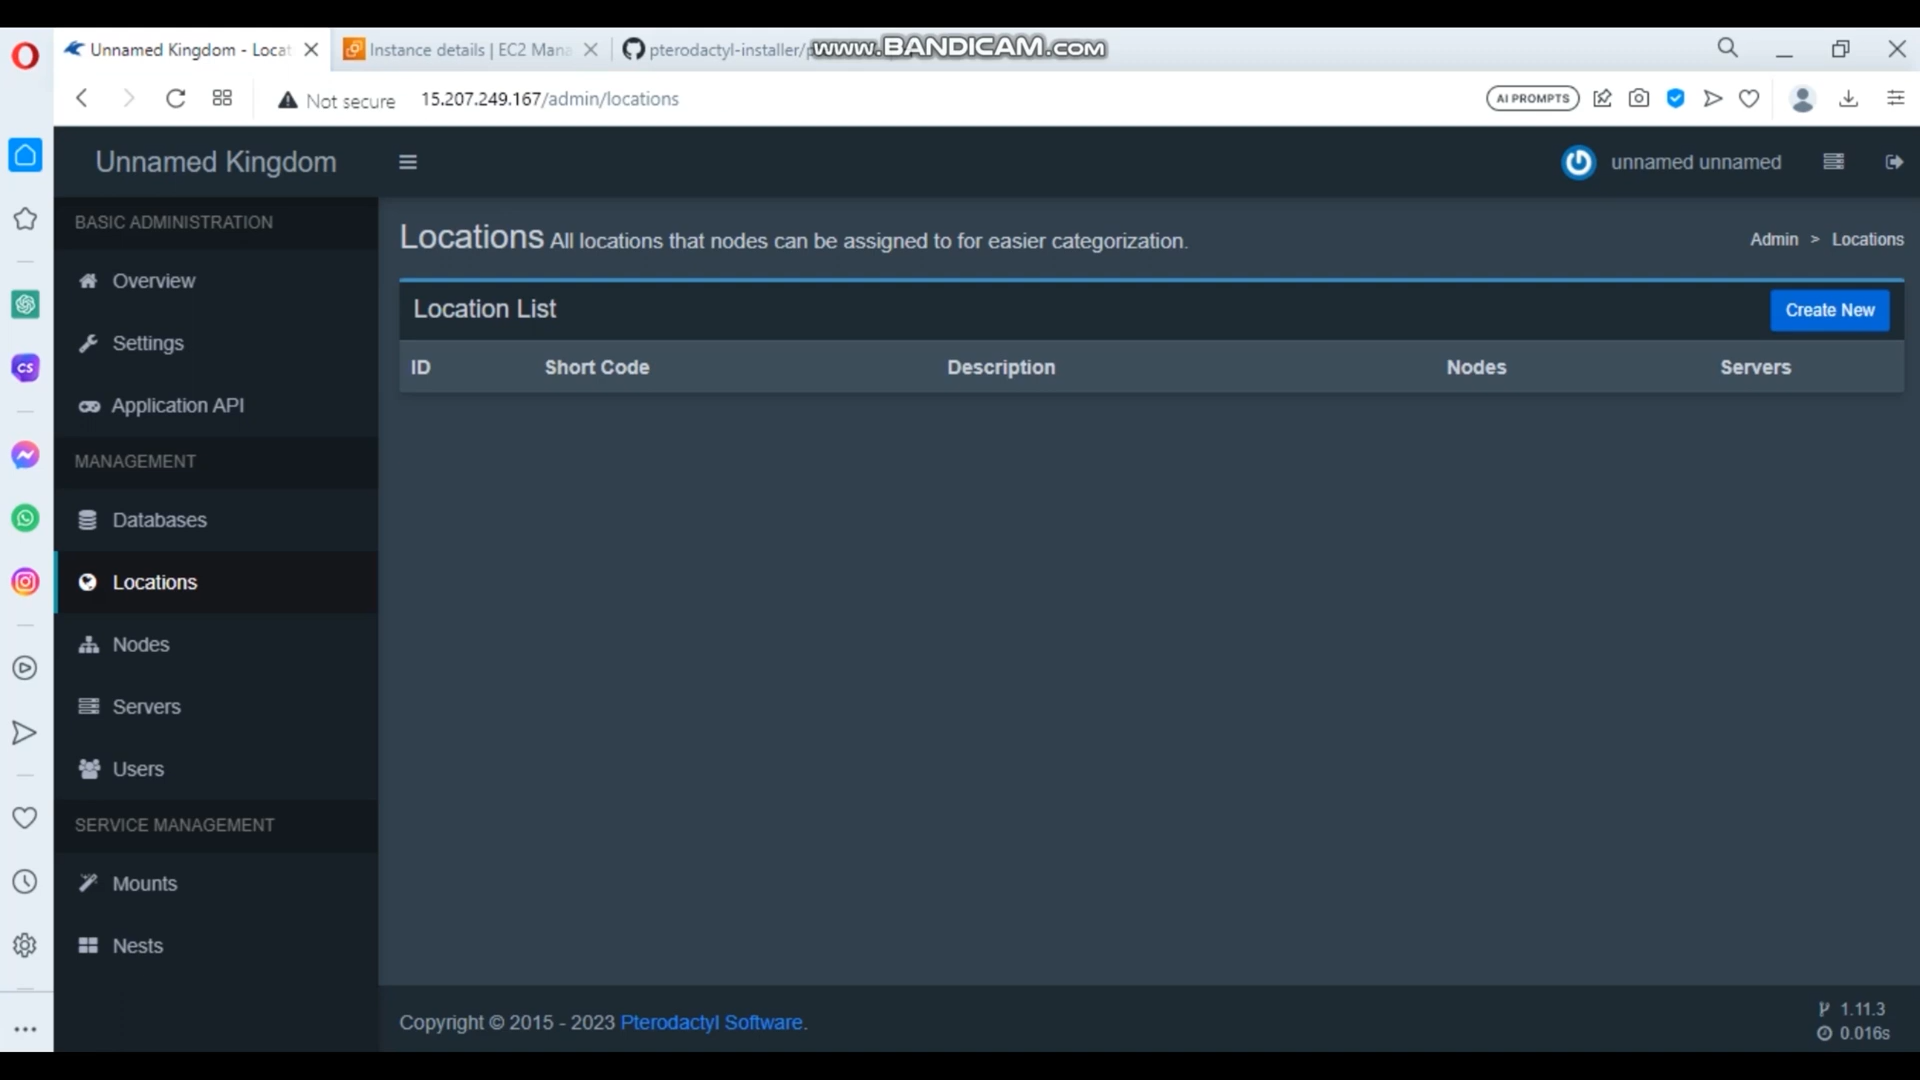 Unnamed Kingdom - Locat
Instance details | EC2 Mana
pterodactyl-installer/p
www.BANDICAM.com
Not secure
15.207.249.167/admin/locations
AI PROMPTS
Unnamed Kingdom
unnamed unnamed
BASIC ADMINISTRATION
Overview
Settings
Application API
MANAGEMENT
Databases
Locations
Nodes
Servers
Users
SERVICE MANAGEMENT
Mounts
Nests
CS
Locations All locations that nodes can be assigned to for easier categorization.
Admin > Locations
Location List
Create New
ID Short Code Description Nodes Servers
Copyright © 2015 - 2023 Pterodactyl Software.
1.11.3
0.016s